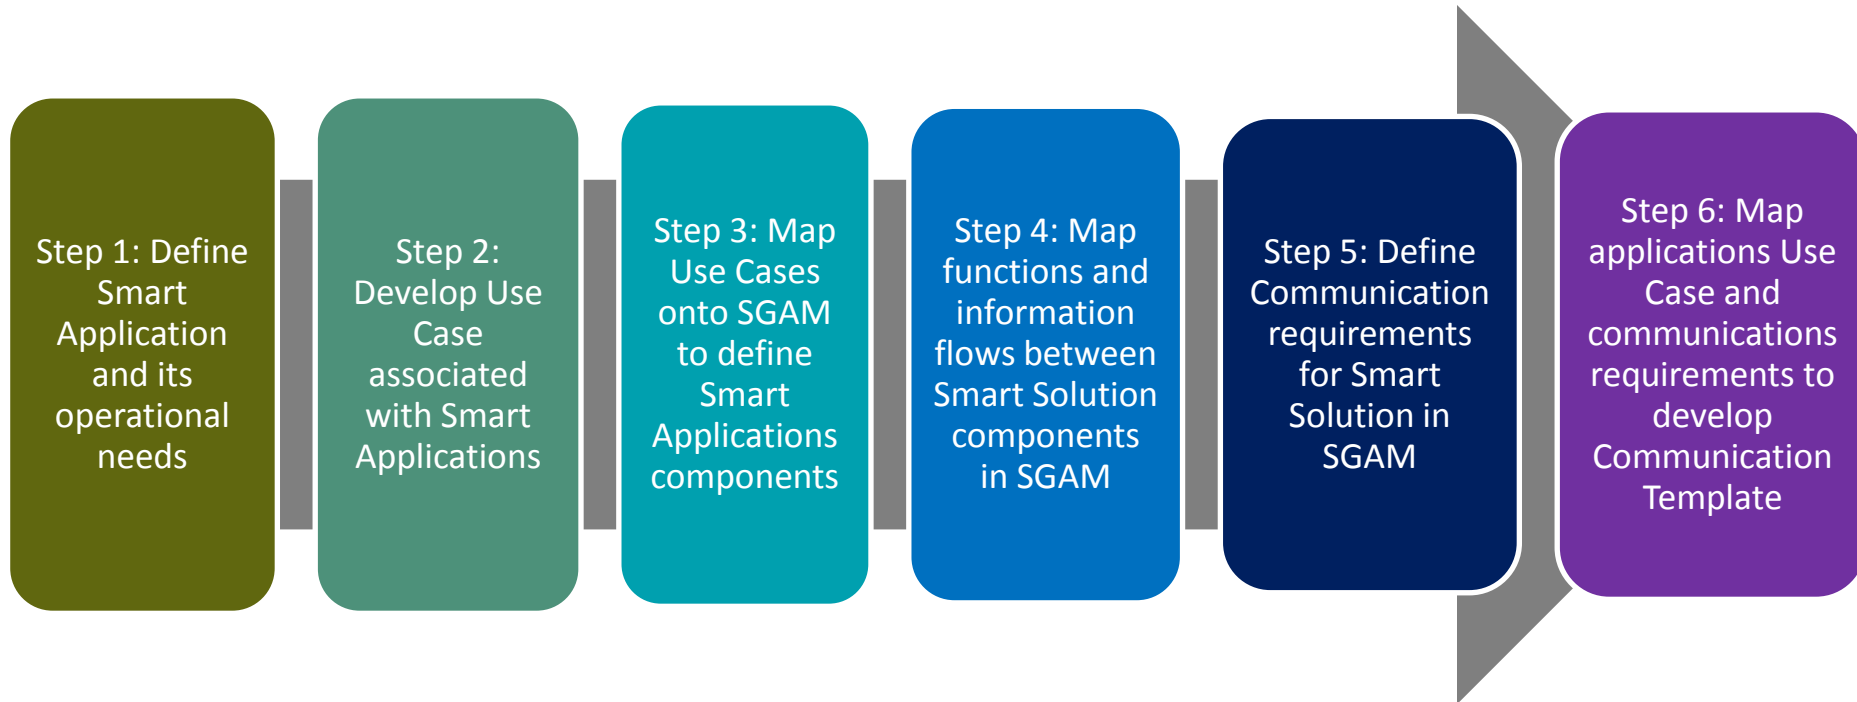 Step 1: Define
Smart
Application
and its
operational
needs
Step 2:
Develop Use
Case
associated
with Smart
Applications
Step 3: Map
Use Cases
onto SGAM
to define
Smart
Applications
components
Step 4: Map
functions and
information
flows between
Smart Solution
components
in SGAM
Step 5: Define
Communication
requirements
for Smart
Solution in
SGAM
Step 6: Map
applications Use
Case and
communications
requirements to
develop
Communication
Template